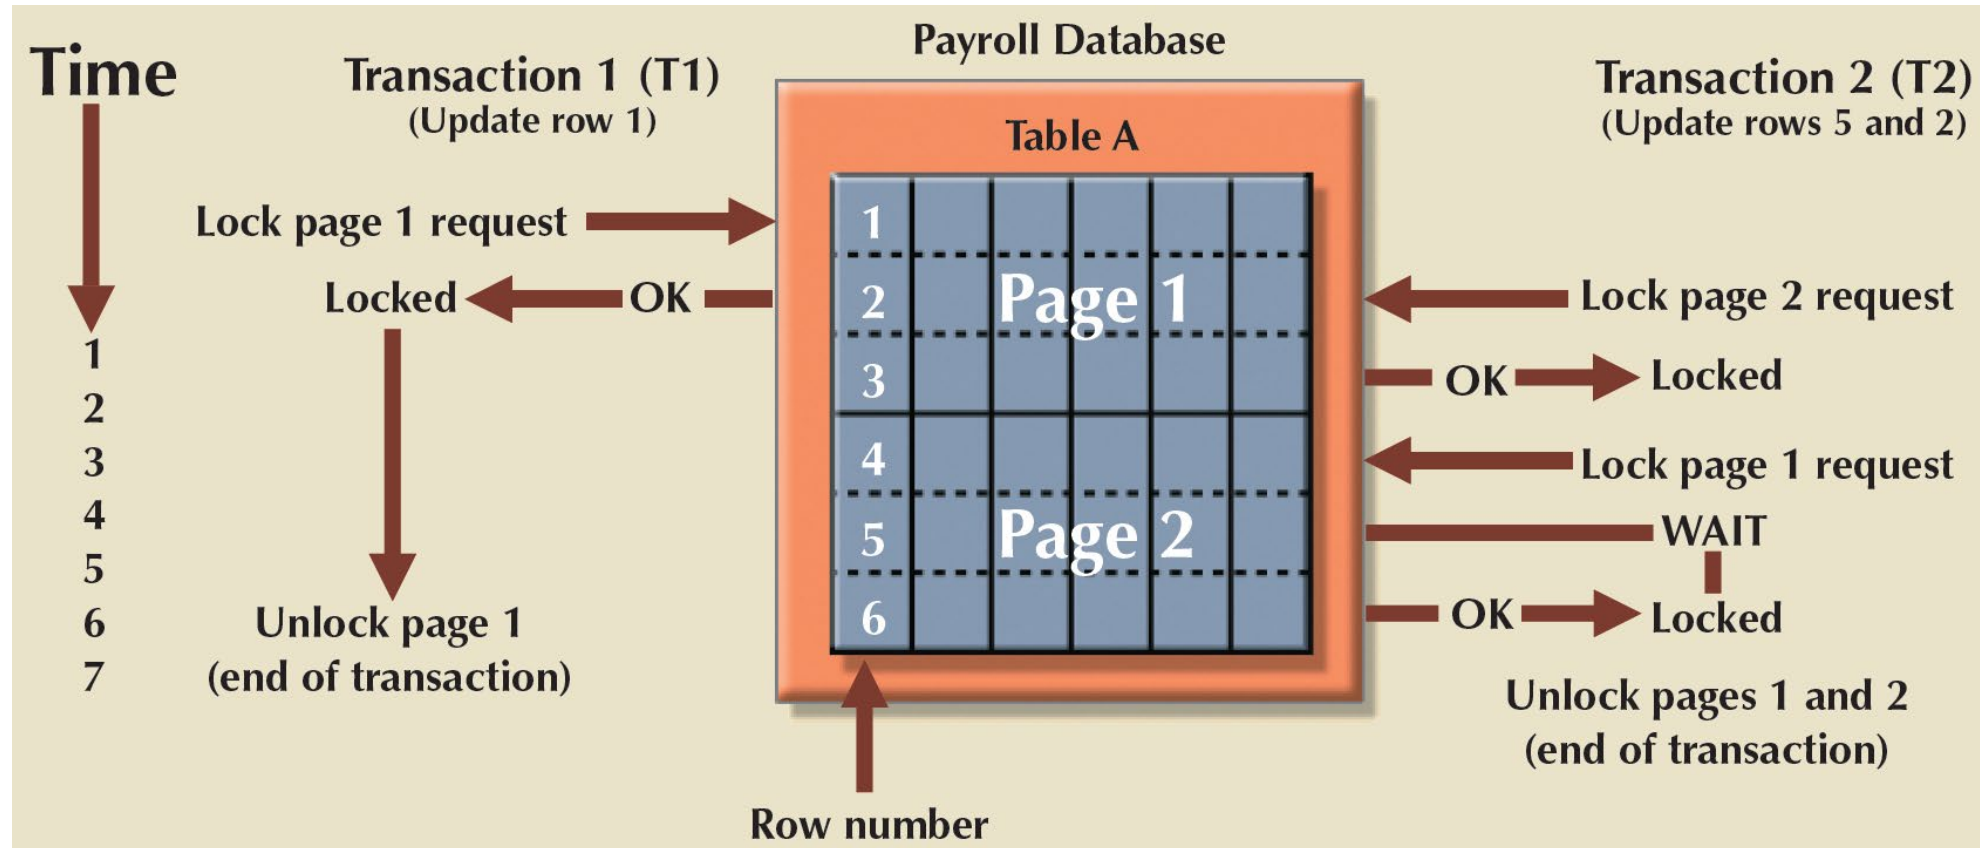 Time
1
2
3
4
5
6
7
Transaction 1 (T1)
(Update row 1)
Lock page 1 request
Locked
OK
Unlock page 1
(end of transaction)
Payroll Database
Table A
1
2
3
4
5
6
Page 1
Page 2
Row number
Transaction 2 (T2)
(Update rows 5 and 2)
Lock page 2 request
OK
Locked
Lock page 1 request
WAIT
OK
Locked
Unlock pages 1 and 2
(end of transaction)